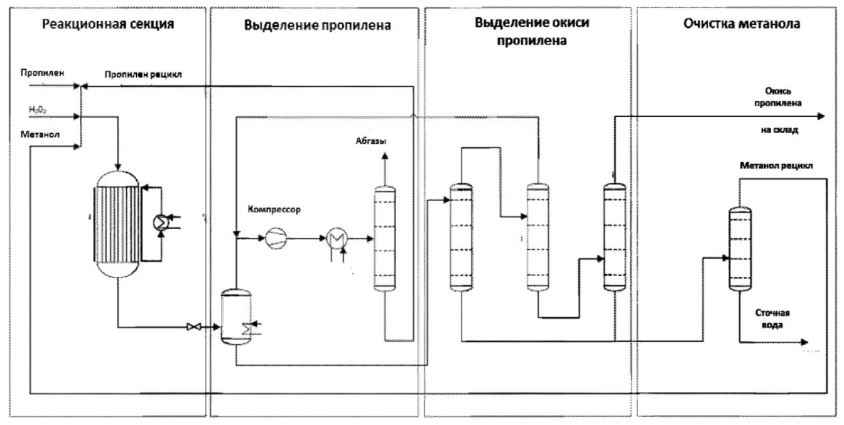 Реакционная секция
Выделение пропилена
Выделение окиси
пропилена
Очистка метанола
Пропилен
Пропилен рецикл
H₂O₂
Метанол
Абгазы
Компрессор
Окись
пропилена
на склад
Метанол рецикл
Сточная
вода